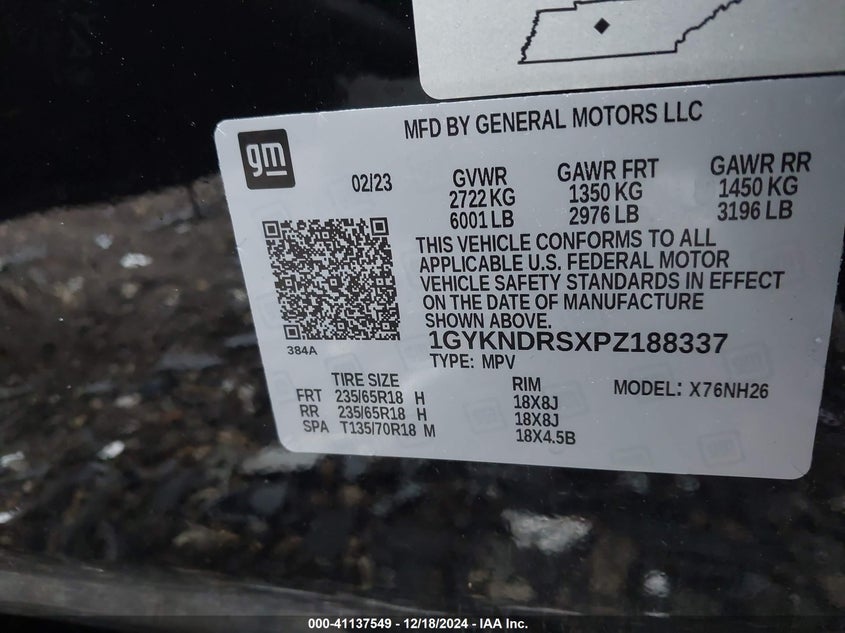 MFD BY GENERAL MOTORS LLC
gm
02/23
GVWR GAWR FRT GAWR RR
2722 KG 1350 KG 1450 KG
6001 LB 2976 LB 3196 LB
THIS VEHICLE CONFORMS TO ALL
APPLICABLE U.S. FEDERAL MOTOR
VEHICLE SAFETY STANDARDS IN EFFECT
ON THE DATE OF MANUFACTURE
SHOWN ABOVE.
384A
1GYKNDRSXPZ188337
TYPE: MPV
TIRE SIZE RIM MODEL: X76NH26
FRT 235/65R18 H 18X8J
RR 235/65R18 H 18X8J
SPA T135/70R18 M 18X4.5B
000-41137549 - 12/18/2024 - IAA Inc.